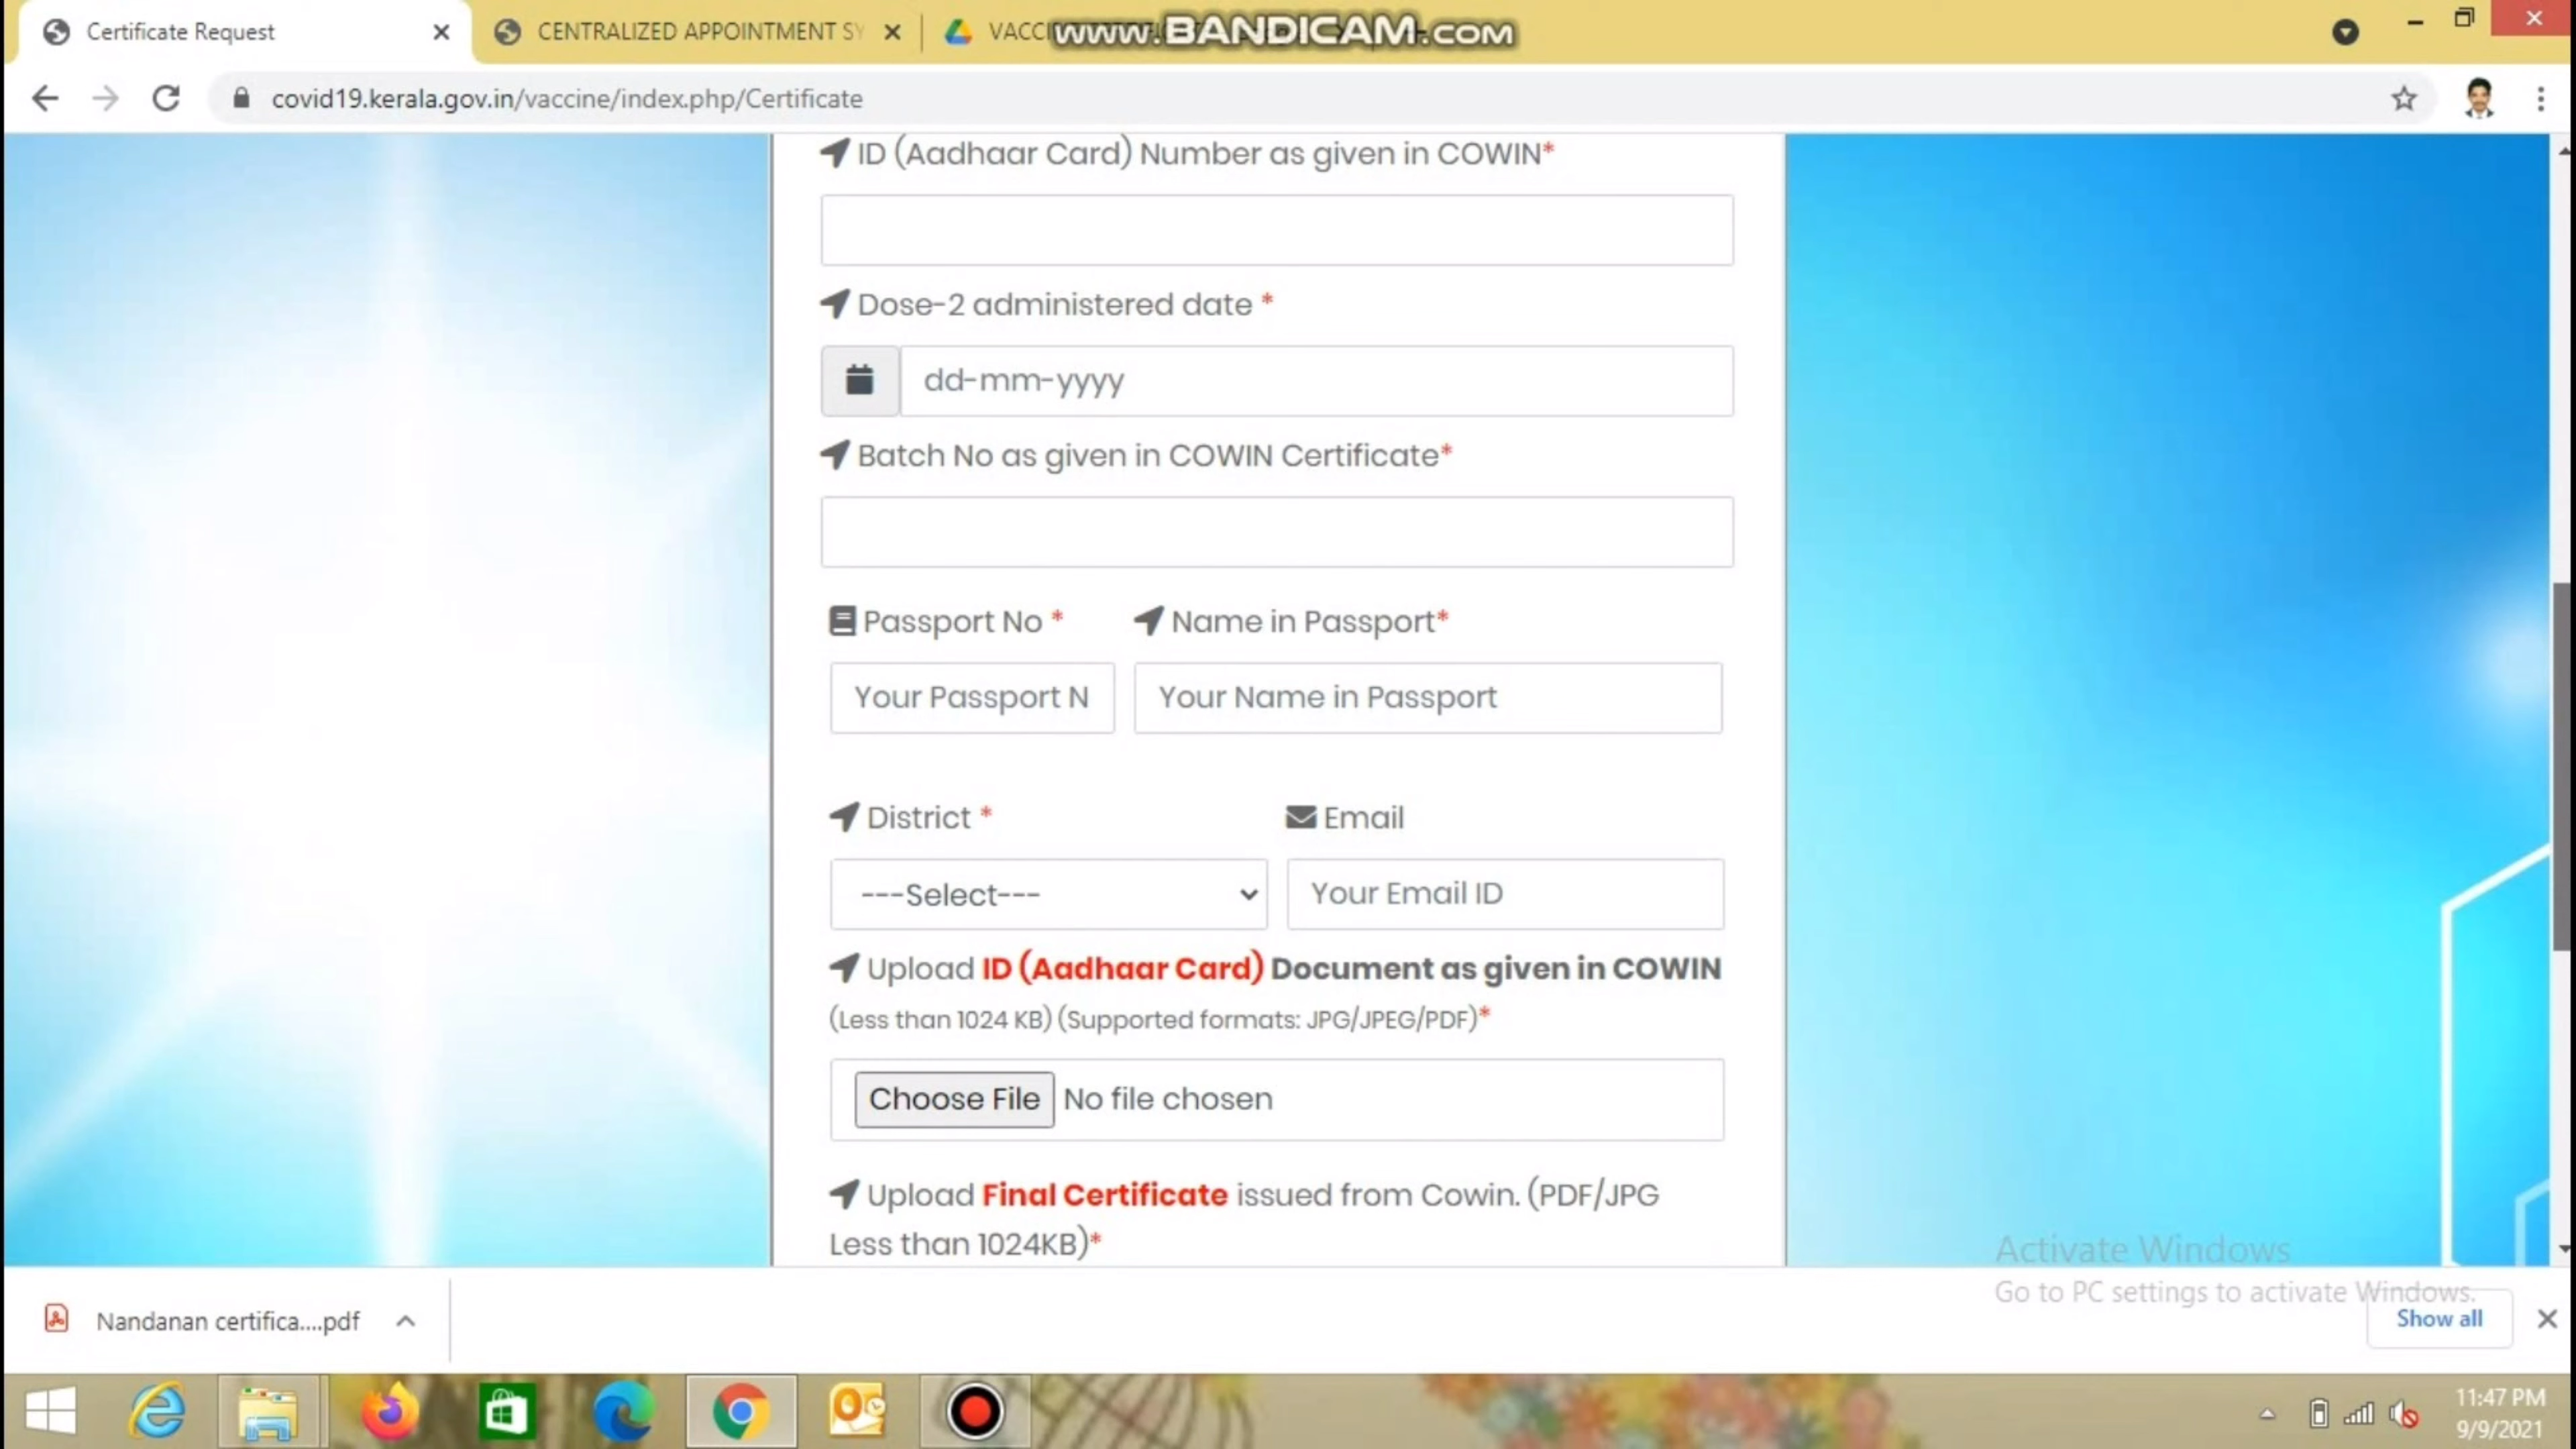 Certificate Request
CENTRALIZED APPOINTMENT SY
VACCI
www.BANDICAM.COM
covid19.kerala.gov.in/vaccine/index.php/Certificate
ID (Aadhaar Card) Number as given in COWIN*
Dose-2 administered date *
dd-mm-yyyy
Batch No as given in COWIN Certificate*
Passport No * Name in Passport*
Your Passport N Your Name in Passport
District * Email
---Select--- Your Email ID
Upload ID (Aadhaar Card) Document as given in COWIN
(Less than 1024 KB) (Supported formats: JPG/JPEG/PDF)*
Choose File No file chosen
Upload Final Certificate issued from Cowin. (PDF/JPG
Less than 1024KB)*
Activate Windows
Go to PC settings to activate Windows.
Nandanan certifica....pdf
Show all
11:47 PM
9/9/2021